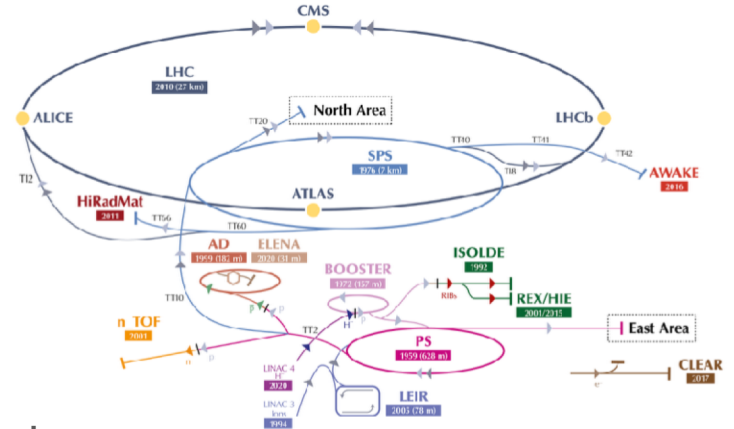 CMS
LHC
2010 (27 km)
North Area
ALICE
TT20
LHCb
TT40
TT41
SPS
1976 (7 km)
TI8
TT42
TI2
AWAKE
2016
HiRadMat
2011
ATLAS
TT66
TT60
AD
ELENA
ISOLDE
1999 (182 m)
2020 (31 m)
1992
BOOSTER
1972 (157 m)
RIBs
REX/HIE
2001/2015
TT10
p
p
n_TOF
2001
TT2
H-
p
East Area
PS
1959 (628 m)
n
p
LINAC 4
H-
2020
CLEAR
2017
e-
LEIR
2005 (78 m)
LINAC 3
Ions
1994